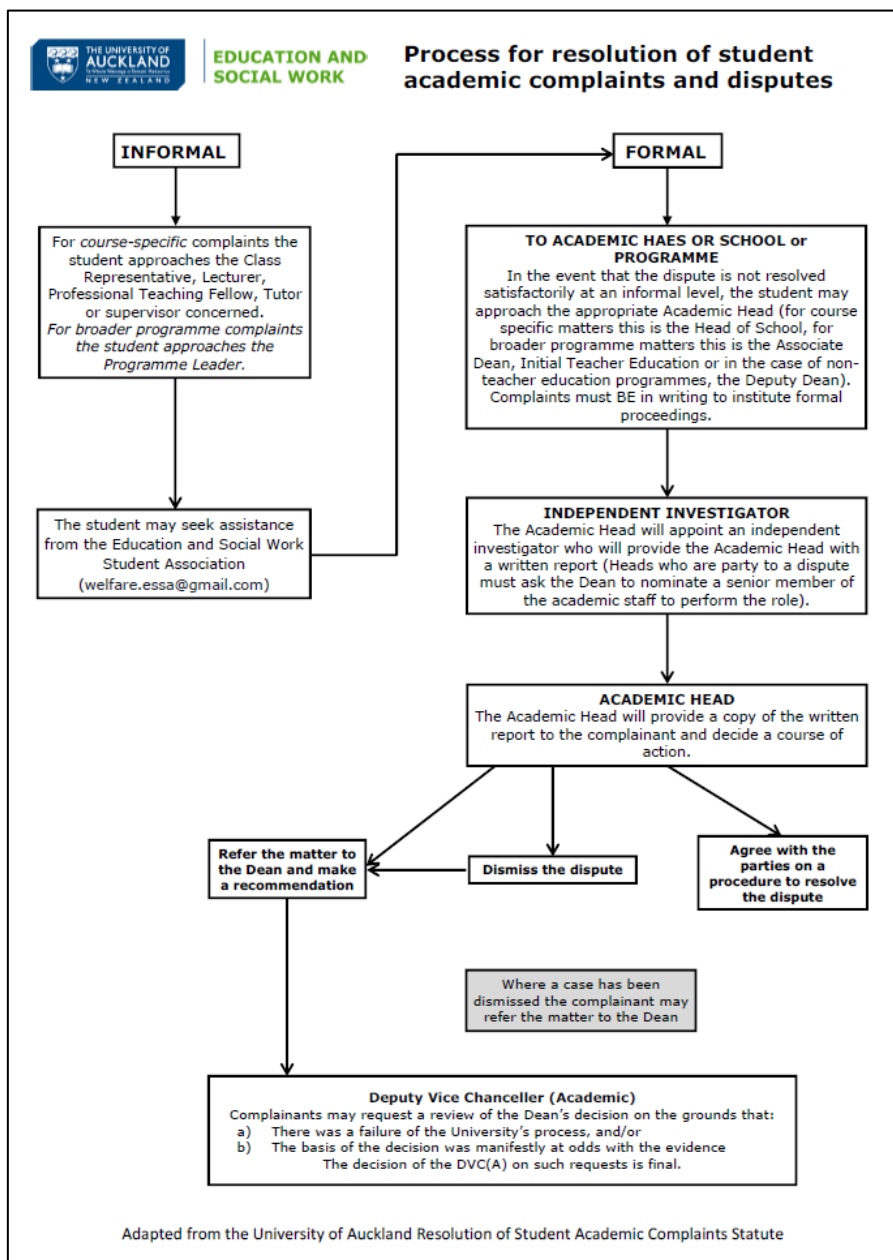 THE UNIVERSITY OF
AUCKLAND
NEW ZEALAND
EDUCATION AND
SOCIAL WORK
Process for resolution of student
academic complaints and disputes
INFORMAL
For course-specific complaints the
student approaches the Class
Representative, Lecturer,
Professional Teaching Fellow, Tutor
or supervisor concerned.
For broader programme complaints
the student approaches the
Programme Leader.
The student may seek assistance
from the Education and Social Work
Student Association
(welfare.essa@gmail.com)
FORMAL
TO ACADEMIC HAES OR SCHOOL or
PROGRAMME
In the event that the dispute is not resolved
satisfactorily at an informal level, the student may
approach the appropriate Academic Head (for course
specific matters this is the Head of School, for
broader programme matters this is the Associate
Dean, Initial Teacher Education or in the case of non-
teacher education programmes, the Deputy Dean).
Complaints must BE in writing to institute formal
proceedings.
INDEPENDENT INVESTIGATOR
The Academic Head will appoint an independent
investigator who will provide the Academic Head with
a written report (Heads who are party to a dispute
must ask the Dean to nominate a senior member of
the academic staff to perform the role).
ACADEMIC HEAD
The Academic Head will provide a copy of the written
report to the complainant and decide a course of
action.
Refer the matter to
the Dean and make
a recommendation
Dismiss the dispute
Agree with the
parties on a
procedure to resolve
the dispute
Where a case has been
dismissed the complainant may
refer the matter to the Dean
Deputy Vice Chanceller (Academic)
Complainants may request a review of the Dean's decision on the grounds that:
a) There was a failure of the University's process, and/or
b) The basis of the decision was manifestly at odds with the evidence
The decision of the DVC(A) on such requests is final.
Adapted from the University of Auckland Resolution of Student Academic Complaints Statute